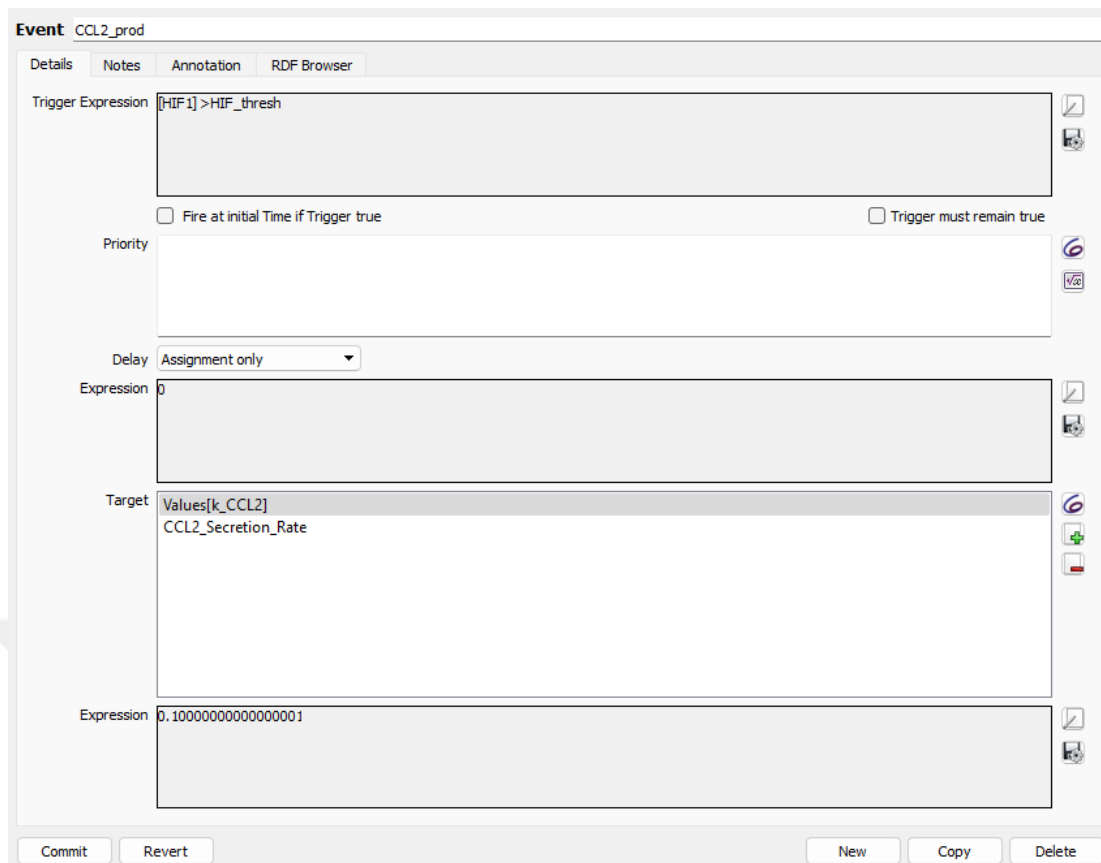 Event CCL2_prod
Details Notes Annotation RDF Browser
Trigger Expression [HIF1] >HIF_thresh
Fire at initial Time if Trigger true Trigger must remain true
Priority
Delay Assignment only
Expression 0
Target Values[k_CCL2]
CCL2_Secretion_Rate
Expression 0.10000000000000001
Commit Revert New Copy Delete